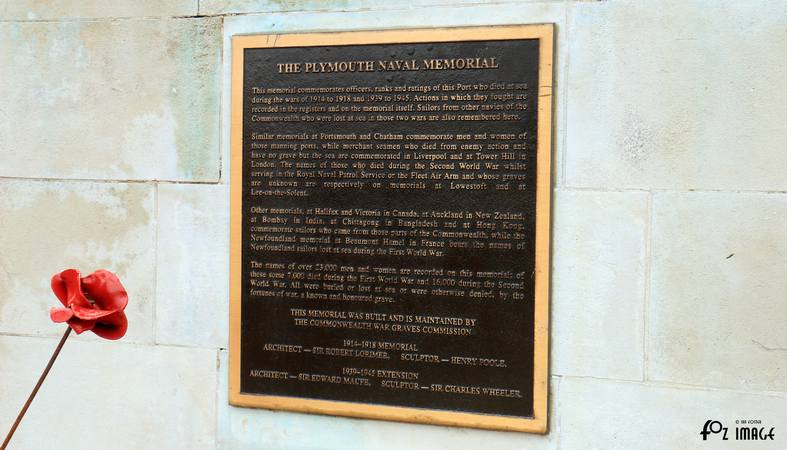 THE PLYMOUTH NAVAL MEMORIAL
This memorial commemorates officers, ranks and ratings of this Port who died at sea
during the wars of 1914 to 1918 and 1939 to 1945. Actions in which they fought are
recorded in the registers and on the memorial itself. Sailors from other navies of the
Commonwealth who were lost at sea in those two wars are also remembered here.
Similar memorials at Portsmouth and Chatham commemorate men and women of
those manning ports, while merchant seamen who died from enemy action and
have no grave but the sea are commemorated in Liverpool and at Tower Hill in
London. The names of those who died during the Second World War whilst
serving in the Royal Naval Patrol Service or the Fleet Air Arm and whose graves
are unknown are respectively on memorials at Lowestoft and at
Lee-on-the-Solent.
Other memorials, at Halifax and Victoria in Canada, at Auckland in New Zealand,
at Bombay in India, at Chittagong in Bangladesh and at Hong Kong,
commemorate sailors who came from those parts of the Commonwealth, while the
Newfoundland memorial at Beaumont Hamel in France bears the names of
Newfoundland sailors lost at sea during the First World War.
The names of over 23,000 men and women are recorded on this memorial; of
these some 7,000 died during the First World War and 16,000 during the Second
World War. All were buried or lost at sea or were otherwise denied, by the
fortunes of war, a known and honoured grave.
THIS MEMORIAL WAS BUILT AND IS MAINTAINED BY
THE COMMONWEALTH WAR GRAVES COMMISSION
1914–1918 MEMORIAL
ARCHITECT — SIR ROBERT LORIMER. SCULPTOR — HENRY POOLE.
1939–1945 EXTENSION
ARCHITECT — SIR EDWARD MAUFE. SCULPTOR — SIR CHARLES WHEELER.
foz IMAGE